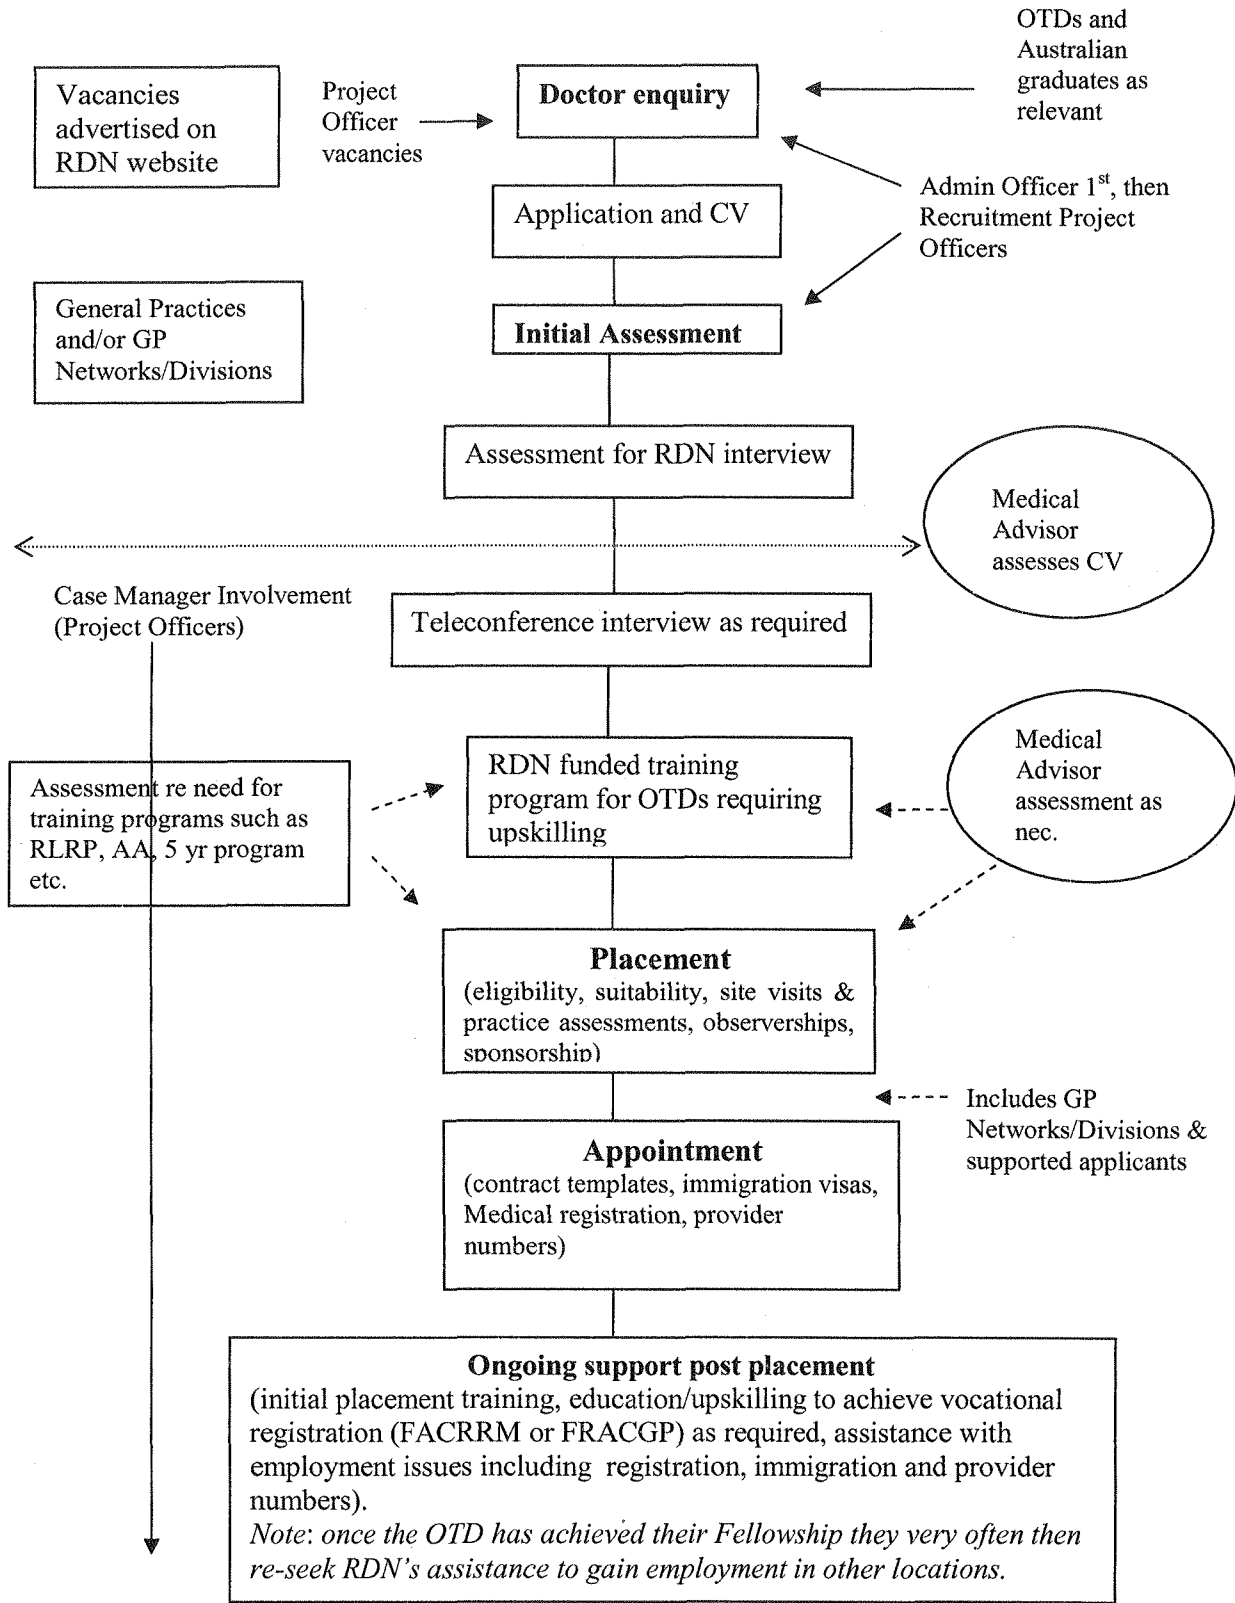 OTDs and
Australian
graduates as
relevant
Vacancies
advertised on
RDN website
Project
Officer
vacancies
Doctor enquiry
Admin Officer 1st, then
Recruitment Project
Officers
Application and CV
General Practices
and/or GP
Networks/Divisions
Initial Assessment
Assessment for RDN interview
Medical
Advisor
assesses CV
Case Manager Involvement
(Project Officers)
Teleconference interview as required
Assessment re need for
training programs such as
RLRP, AA, 5 yr program
etc.
RDN funded training
program for OTDs requiring
upskilling
Medical
Advisor
assessment as
nec.
Placement
(eligibility, suitability, site visits &
practice assessments, observerships,
sponsorship)
Includes GP
Networks/Divisions &
supported applicants
Appointment
(contract templates, immigration visas,
Medical registration, provider
numbers)
Ongoing support post placement
(initial placement training, education/upskilling to achieve vocational
registration (FACRRM or FRACGP) as required, assistance with
employment issues including registration, immigration and provider
numbers).
Note: once the OTD has achieved their Fellowship they very often then
re-seek RDN's assistance to gain employment in other locations.